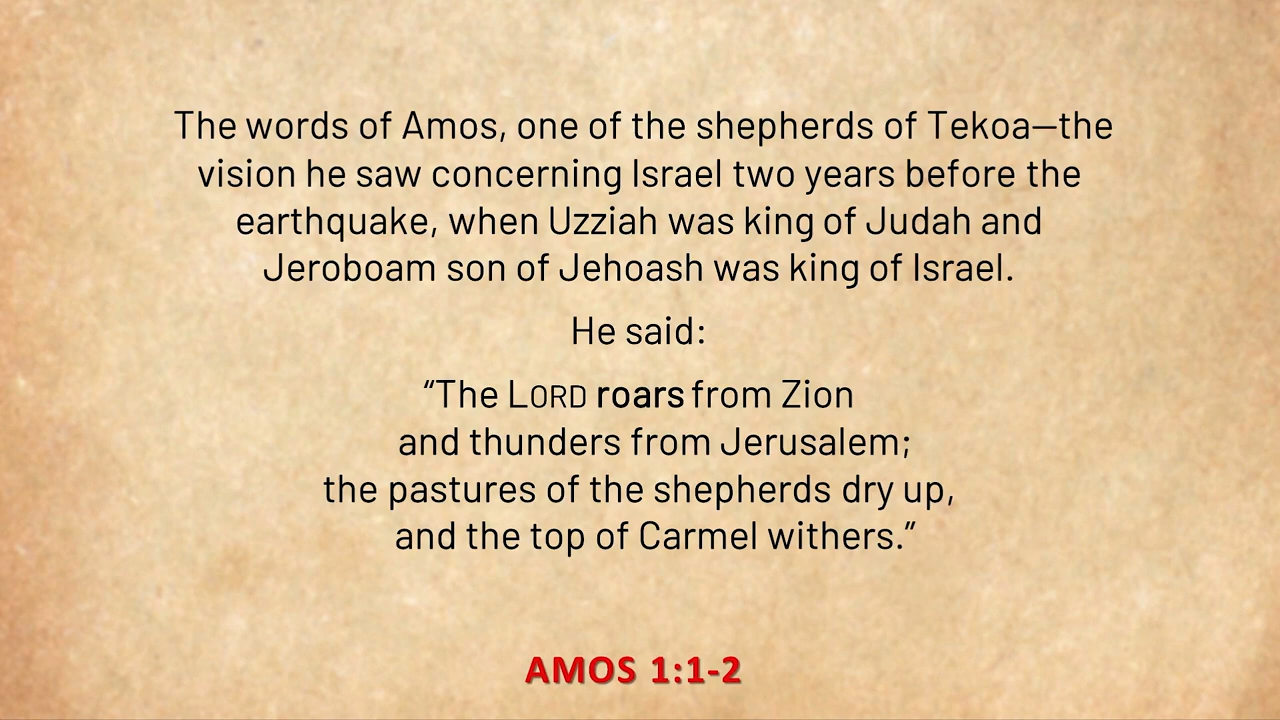 The words of Amos, one of the shepherds of Tekoa—the
vision he saw concerning Israel two years before the
earthquake, when Uzziah was king of Judah and
Jeroboam son of Jehoash was king of Israel.
He said:
“The LORD roars from Zion
and thunders from Jerusalem;
the pastures of the shepherds dry up,
and the top of Carmel withers.”
AMOS 1:1-2